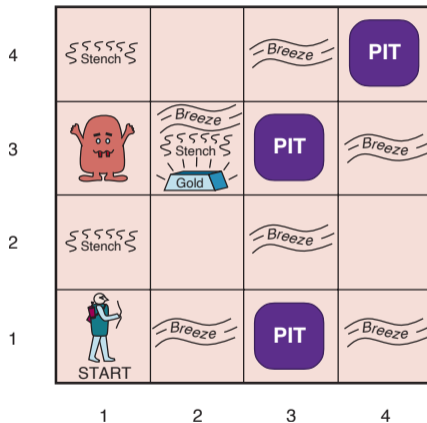 4
Stench
Breeze
PIT
3
Breeze
Stench
Gold
PIT
Breeze
2
Stench
Breeze
1
START
Breeze
PIT
Breeze
1 2 3 4